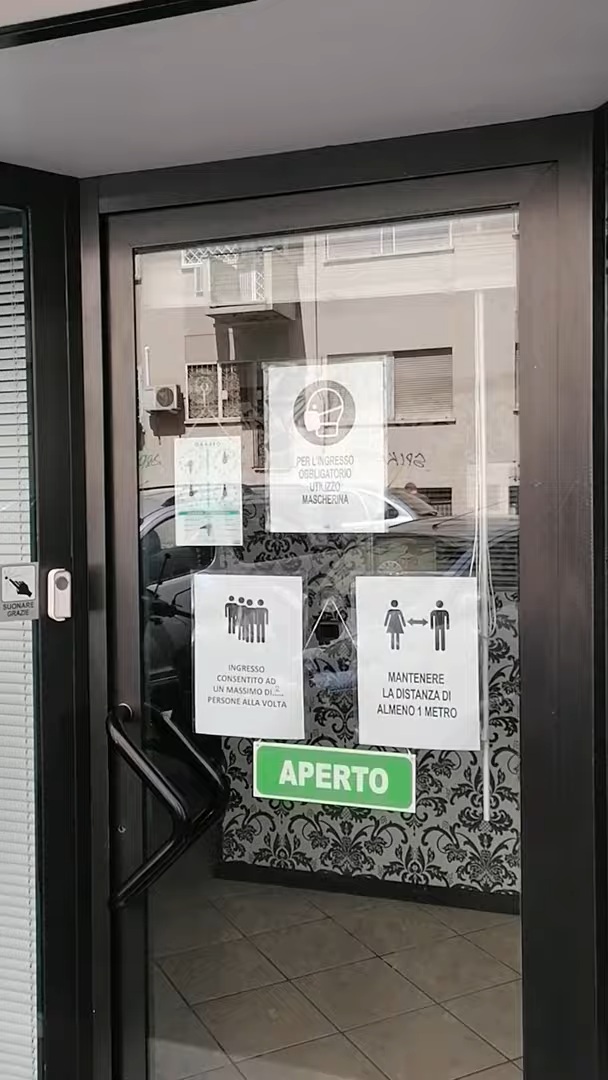 PER L'INGRESSO
OBBLIGATORIO
UTILIZZO
MASCHERINA
SUONARE
GRAZIE
INGRESSO
CONSENTITO AD
UN MASSIMO DI 2
PERSONE ALLA VOLTA
MANTENERE
LA DISTANZA DI
ALMENO 1 METRO
APERTO